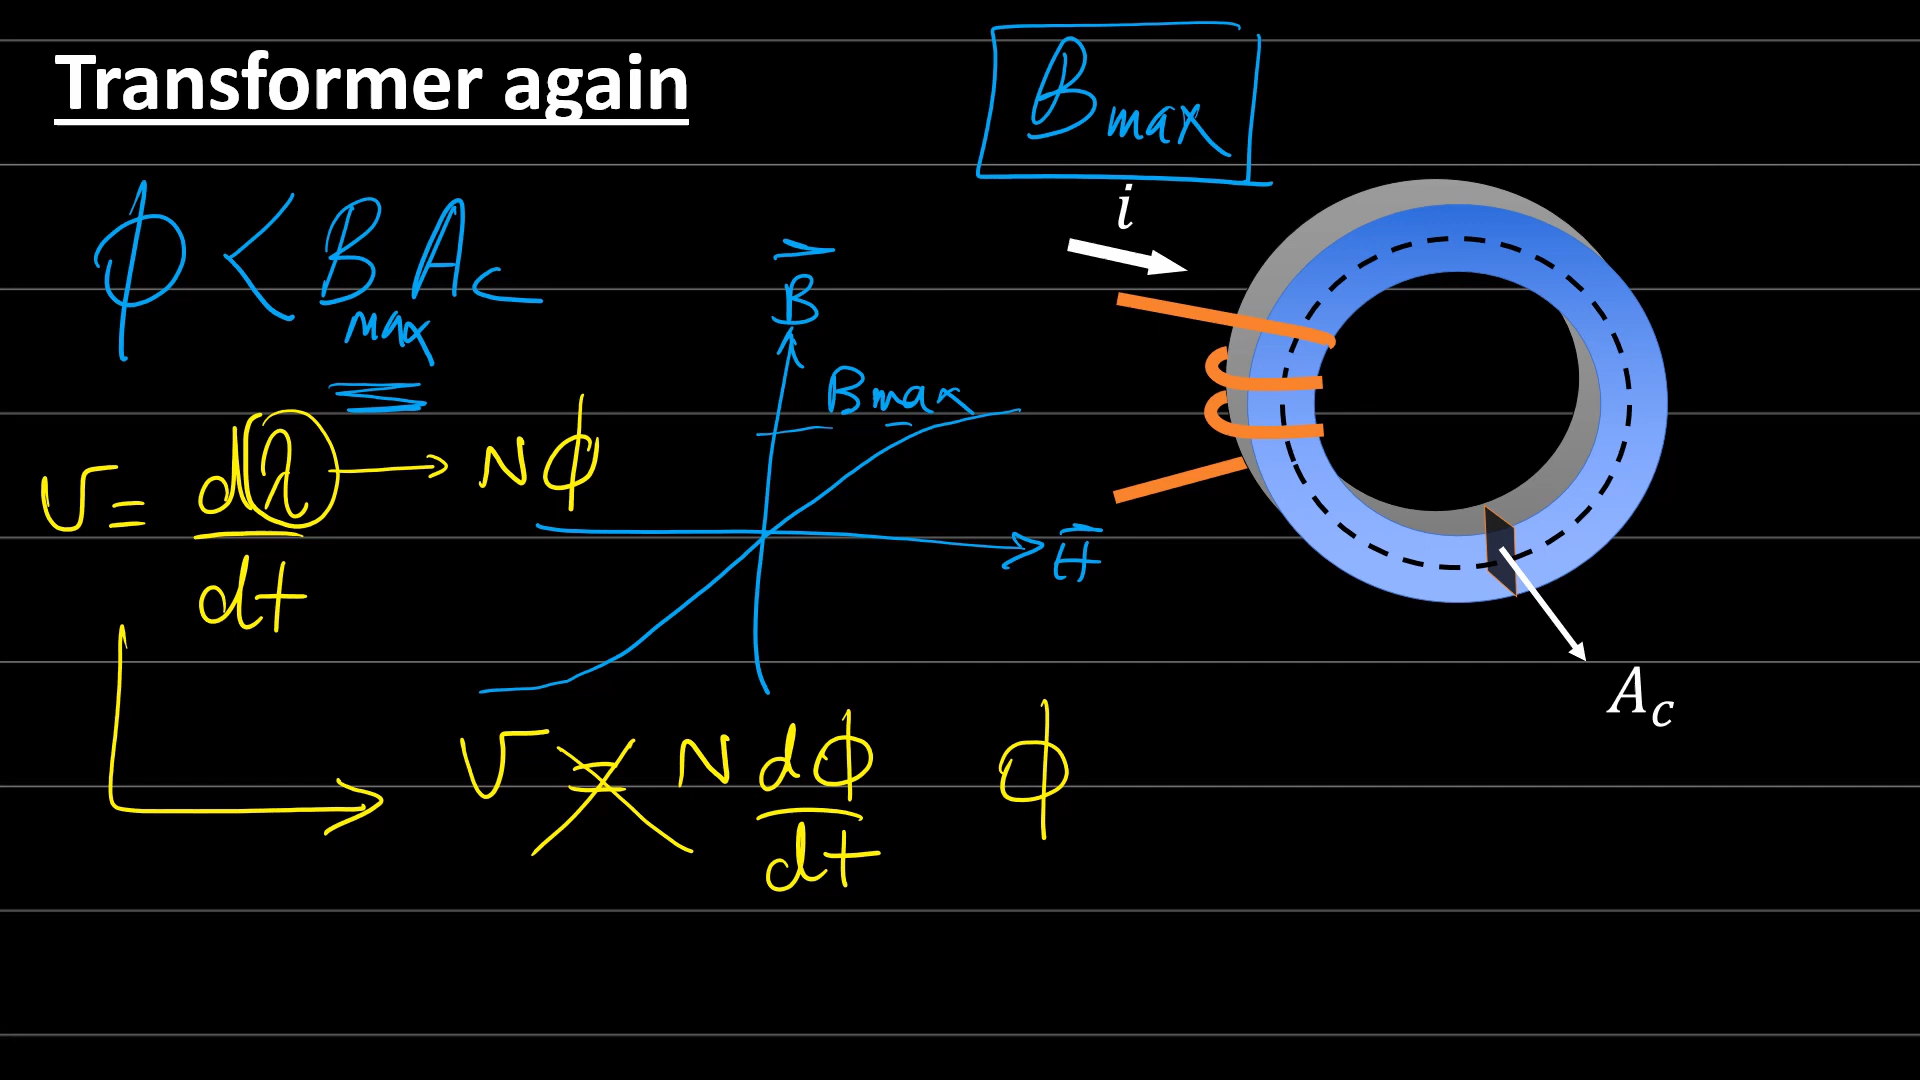 Transformer again
Bmax
i
ϕ < Bmax Ac
B
Bmax
v = dλ/dt → Nϕ
H
Ac
v = N dϕ/dt ϕ